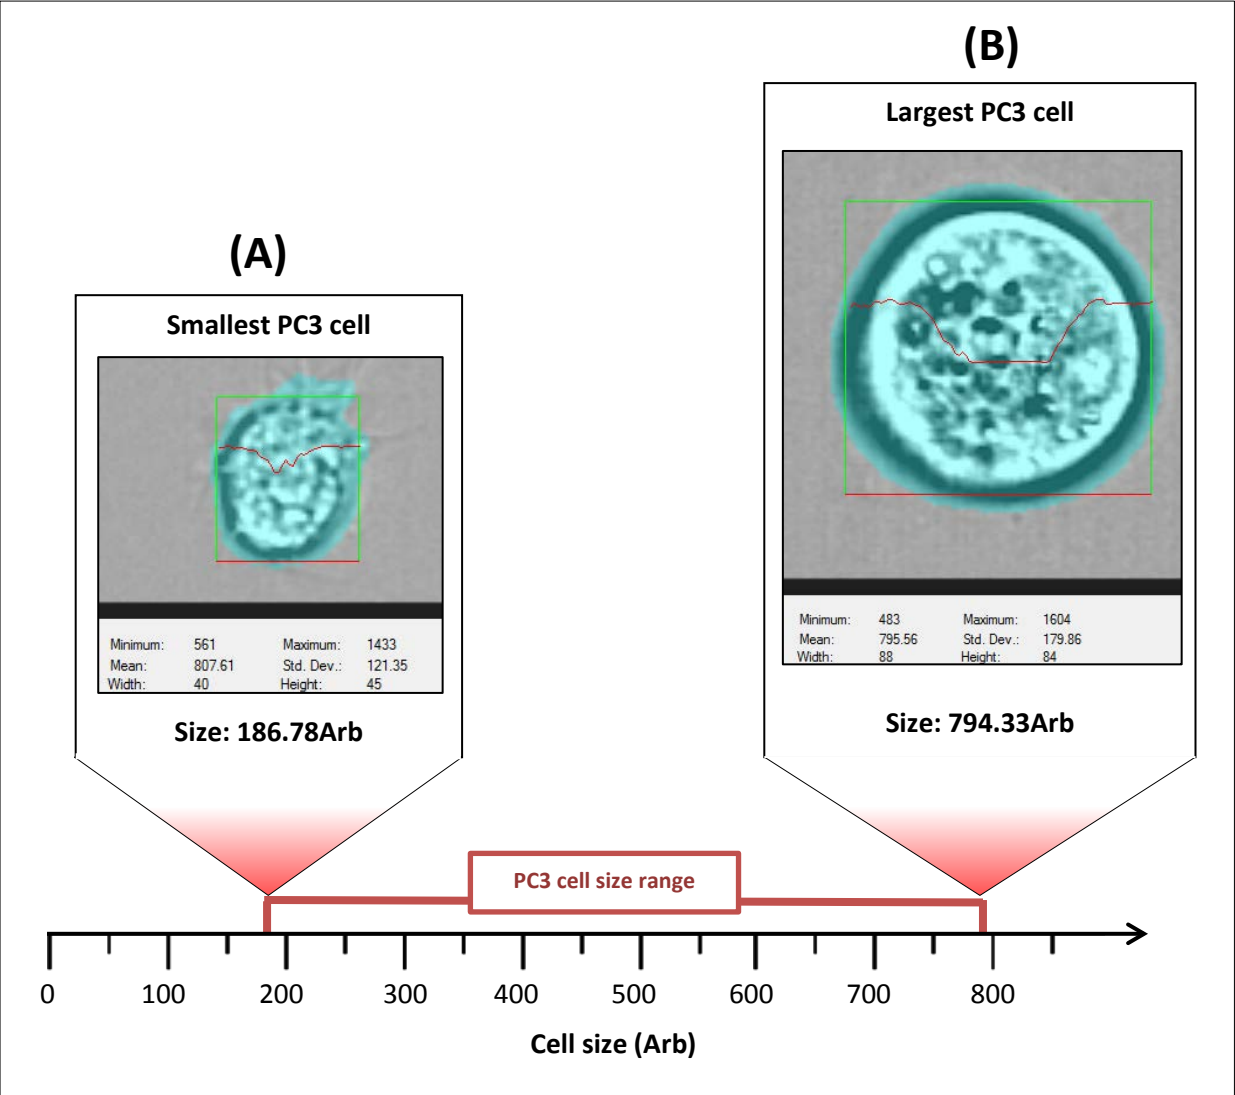 (A)
Smallest PC3 cell
Minimum: 561 Maximum: 1433
Mean: 807.61 Std. Dev.: 121.35
Width: 40 Height: 45
Size: 186.78Arb
(B)
Largest PC3 cell
Minimum: 483 Maximum: 1604
Mean: 795.56 Std. Dev.: 179.86
Width: 88 Height: 84
Size: 794.33Arb
PC3 cell size range
0 100 200 300 400 500 600 700 800
Cell size (Arb)